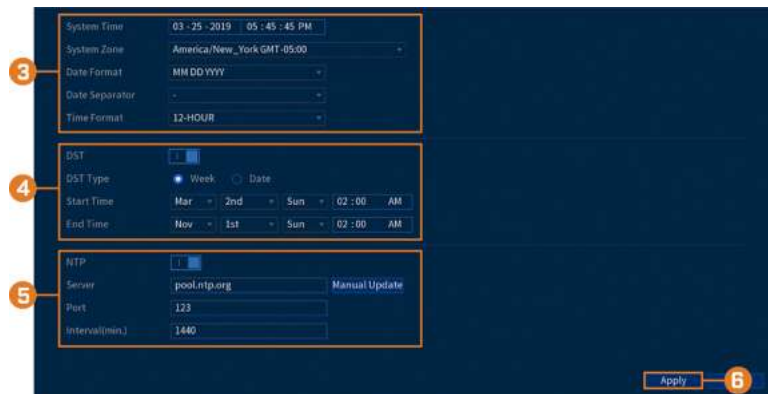 System Time 03 - 25 - 2019 05 : 45 : 45 PM
System Zone America/New_York GMT-05:00
3
Date Format MM DD YYYY
Date Separator -
Time Format 12-HOUR
DST
4
DST Type Week Date
Start Time Mar 2nd Sun 02 : 00 AM
End Time Nov 1st Sun 02 : 00 AM
NTP
Server pool.ntp.org Manual Update
5
Port 123
Interval(min.) 1440
Apply 6